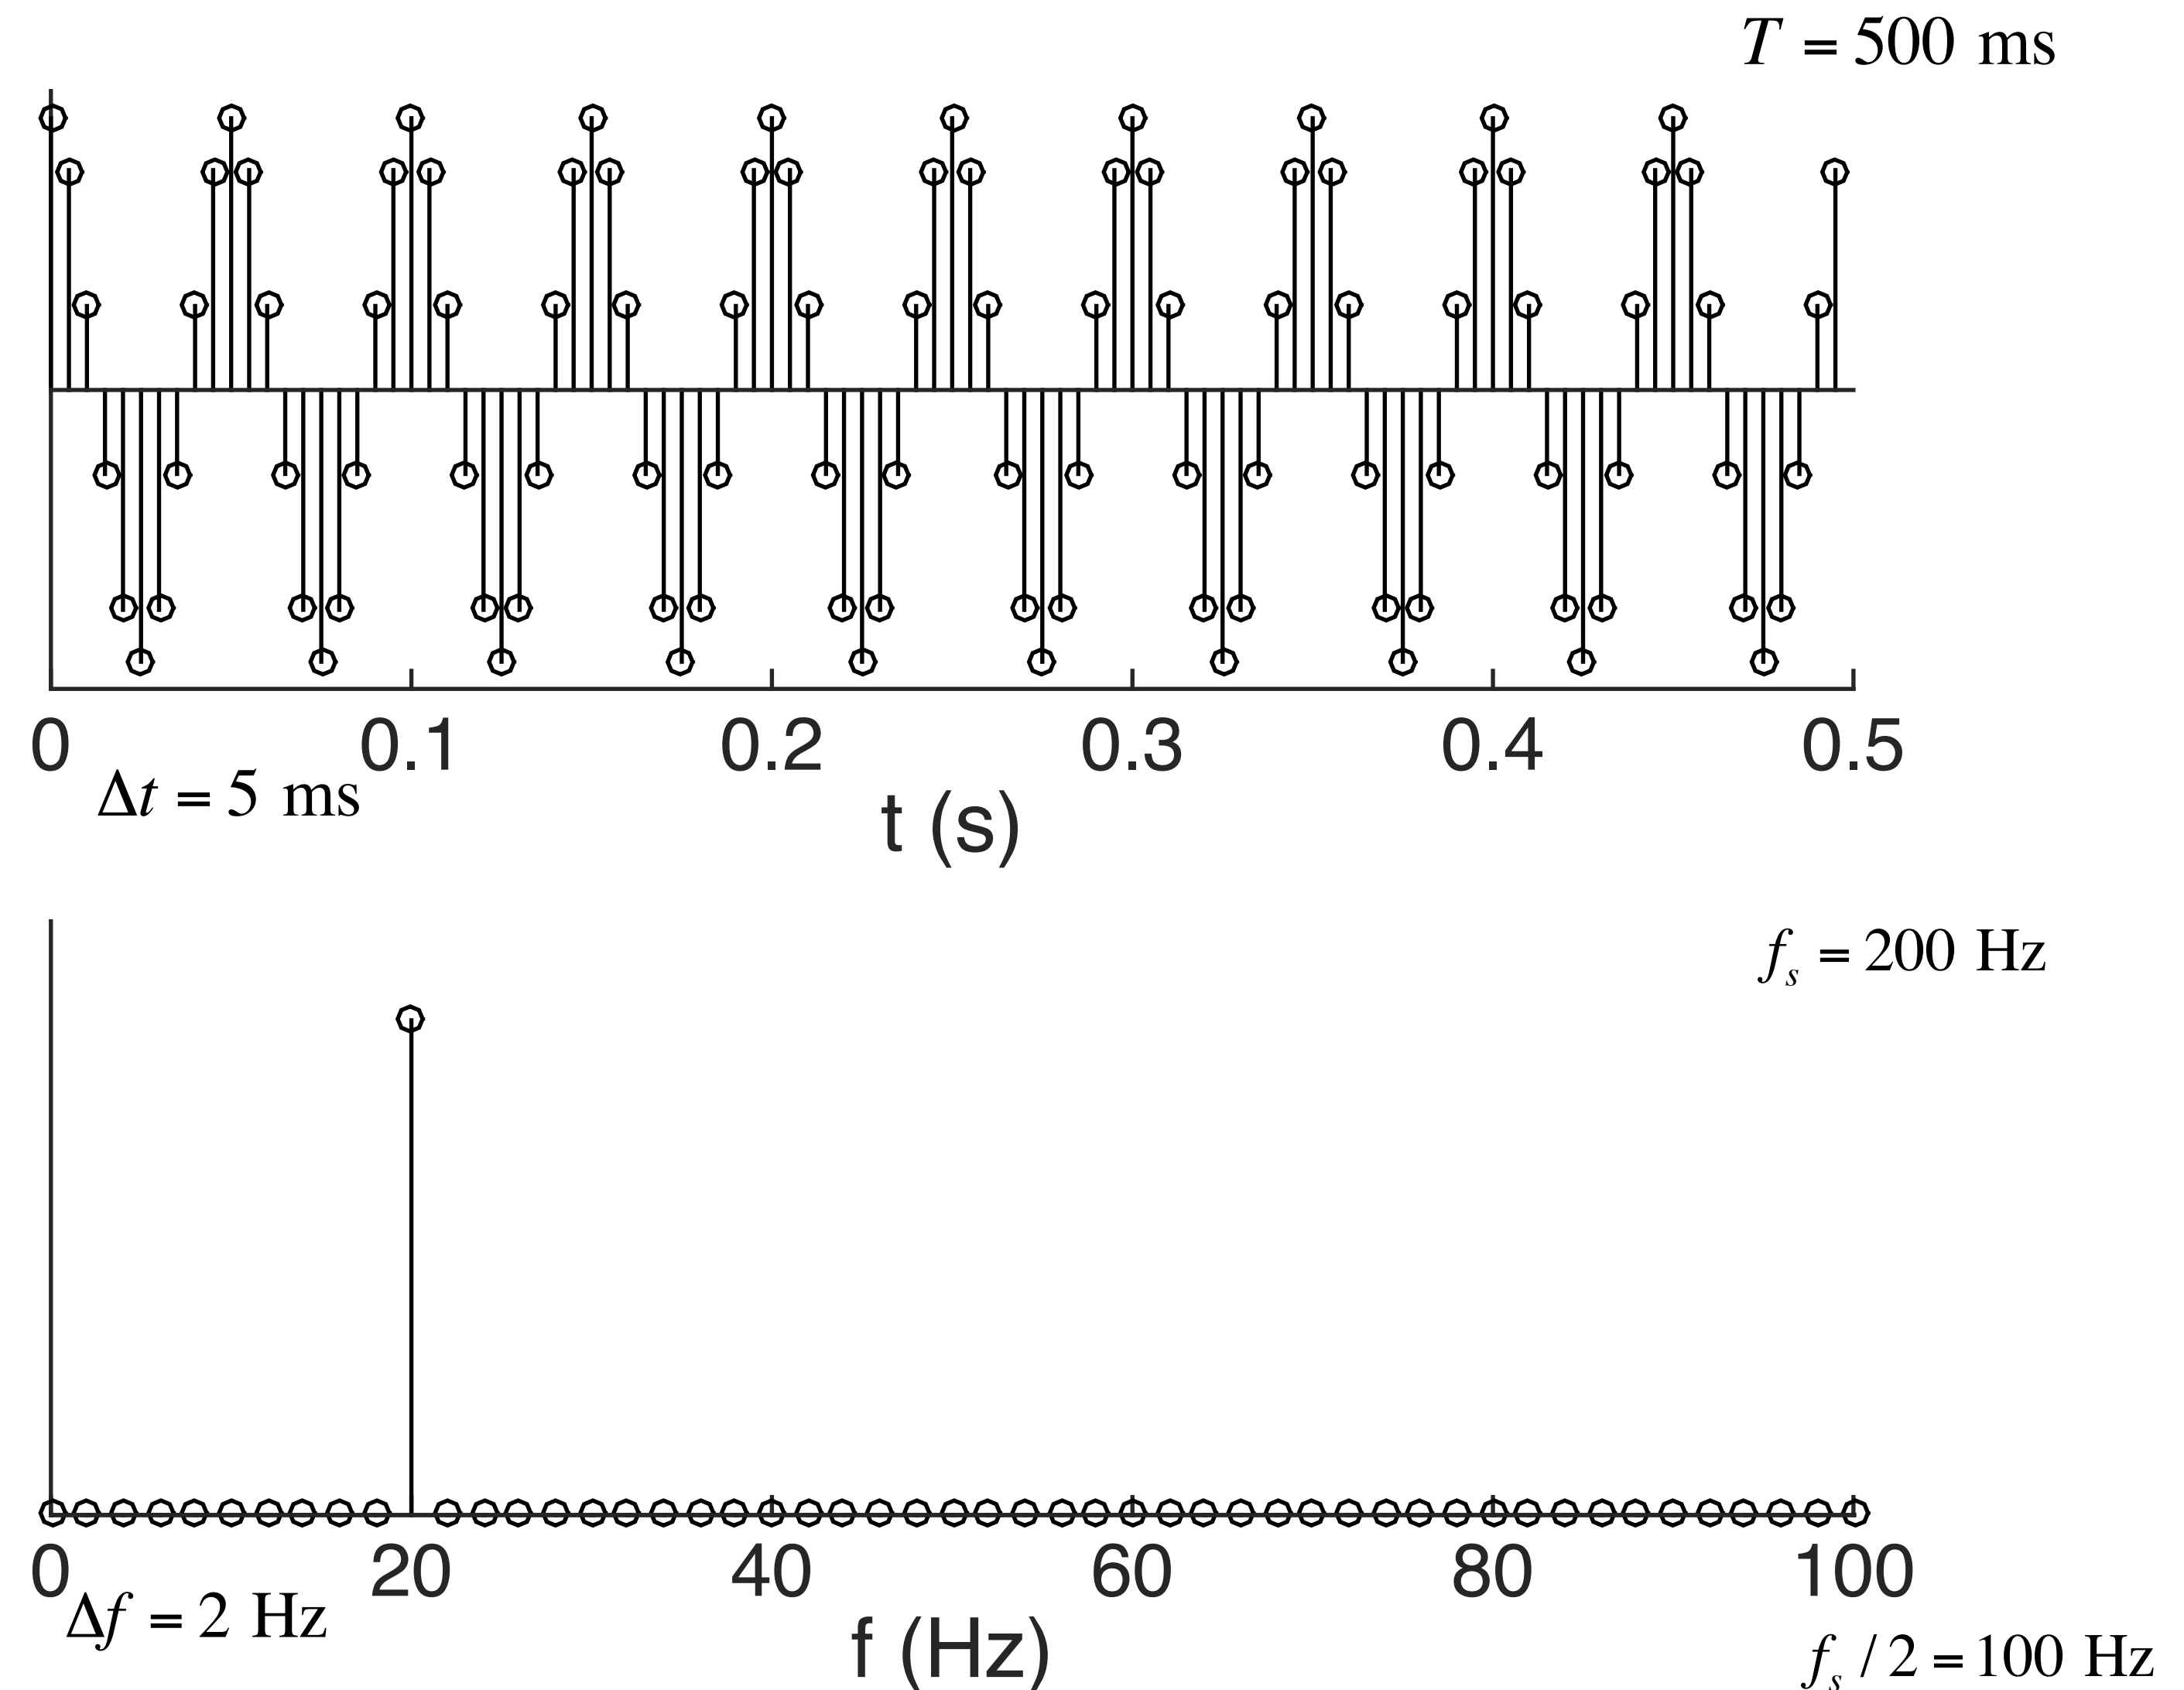 T = 500 ms
0 0.1 0.2 0.3 0.4 0.5
Δt = 5 ms
t (s)
f_s = 200 Hz
0 20 40 60 80 100
Δf = 2 Hz
f (Hz)
f_s / 2 = 100 Hz